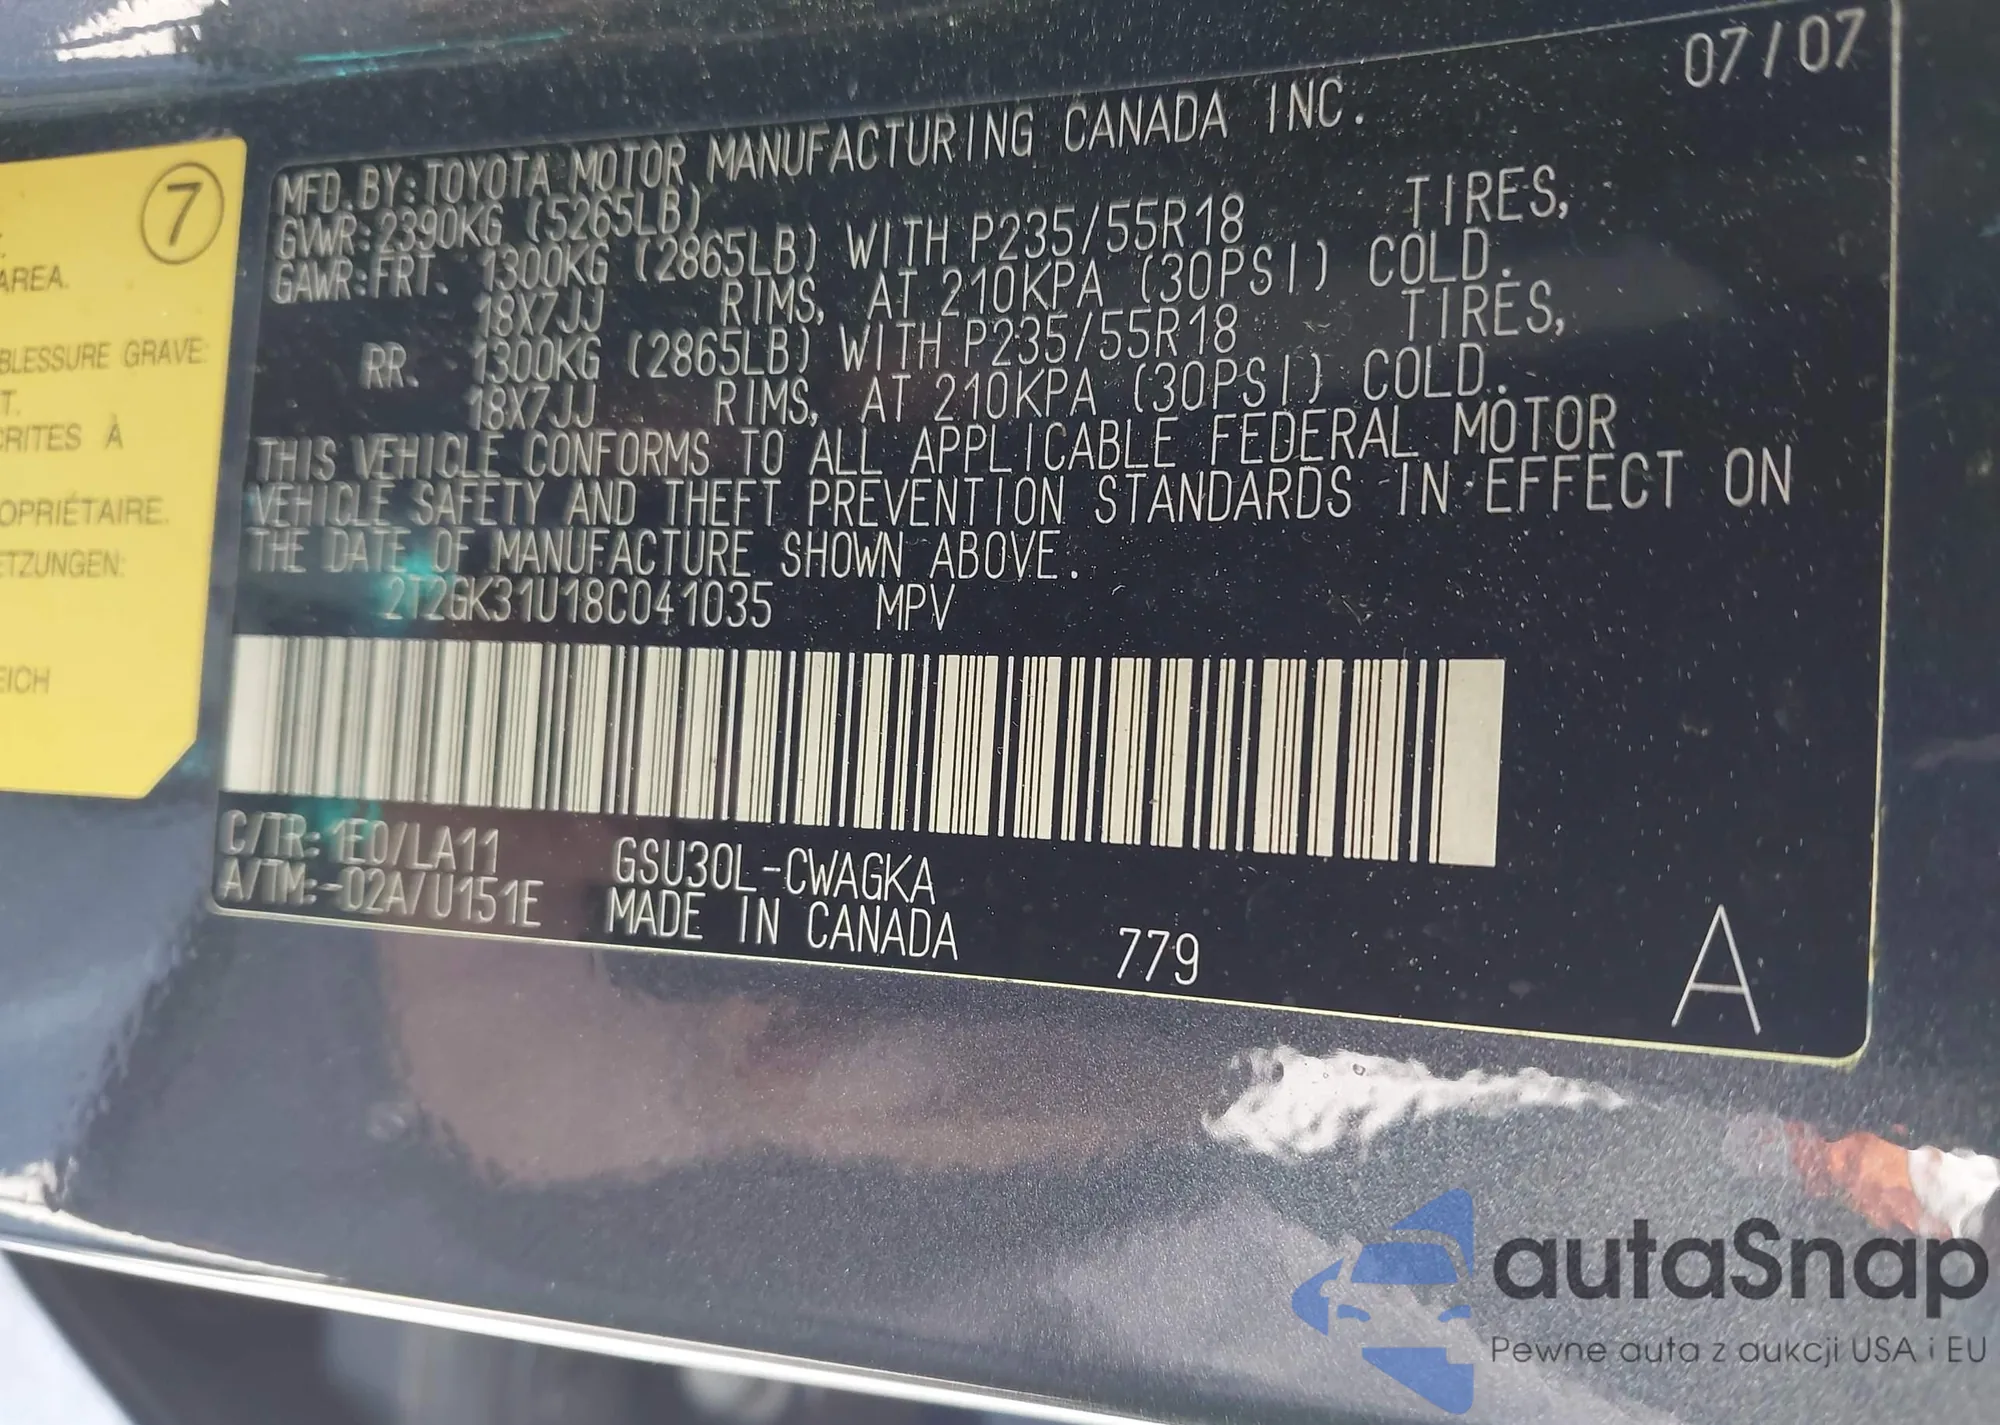 07/07
MFD.BY:TOYOTA MOTOR MANUFACTURING CANADA INC.
GVWR:2390KG (5265LB)
GAWR:FRT. 1300KG (2865LB) WITH P235/55R18 TIRES,
18X7JJ RIMS, AT 210KPA (30PSI) COLD.
RR. 1300KG (2865LB) WITH P235/55R18 TIRES,
18X7JJ RIMS, AT 210KPA (30PSI) COLD.
THIS VEHICLE CONFORMS TO ALL APPLICABLE FEDERAL MOTOR
VEHICLE SAFETY AND THEFT PREVENTION STANDARDS IN EFFECT ON
THE DATE OF MANUFACTURE SHOWN ABOVE.
2T2GK31U18C041035 MPV
C/TR:1E0/LA11 GSU30L-CWAGKA
A/TM:-02A/U151E MADE IN CANADA 779
A
7
AREA.
BLESSURE GRAVE
T.
CRITES À
OPRIÉTAIRE.
ETZUNGEN:
EICH
autaSnap
Pewne auta z aukcji USA i EU